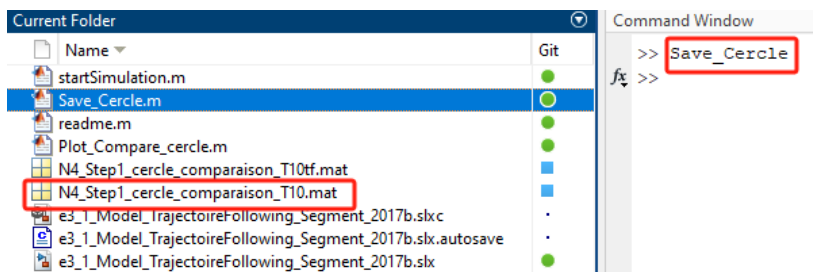 Current Folder
Name
Git
startSimulation.m
Save_Cercle.m
readme.m
Plot_Compare_cercle.m
N4_Step1_cercle_comparaison_T10tf.mat
N4_Step1_cercle_comparaison_T10.mat
e3_1_Model_TrajectoireFollowing_Segment_2017b.slxc
e3_1_Model_TrajectoireFollowing_Segment_2017b.slx.autosave
e3_1_Model_TrajectoireFollowing_Segment_2017b.slx
Command Window
>> Save_Cercle
fx >>